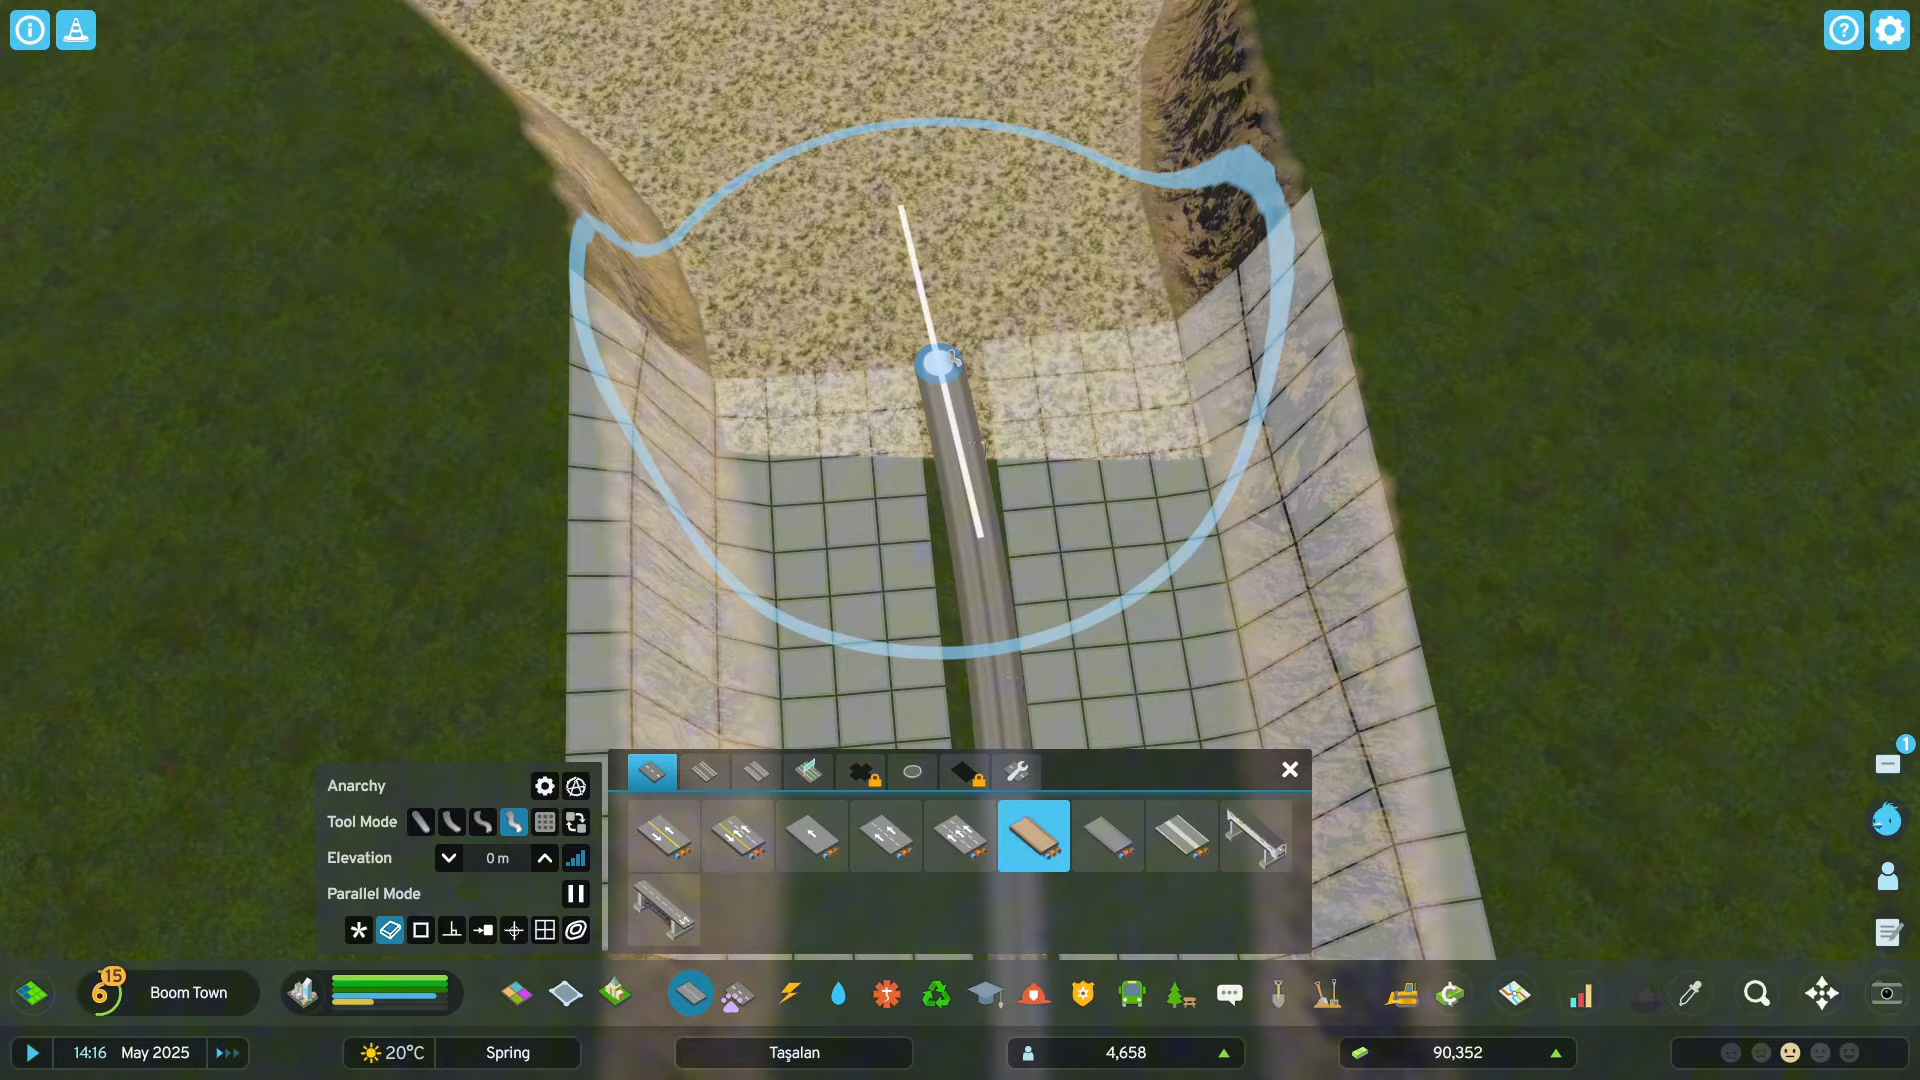 1
Anarchy
Tool Mode
Elevation
0 m
Parallel Mode
15
6
Boom Town
14:16
May 2025
20°C
Spring
Taşalan
4,658
90,352